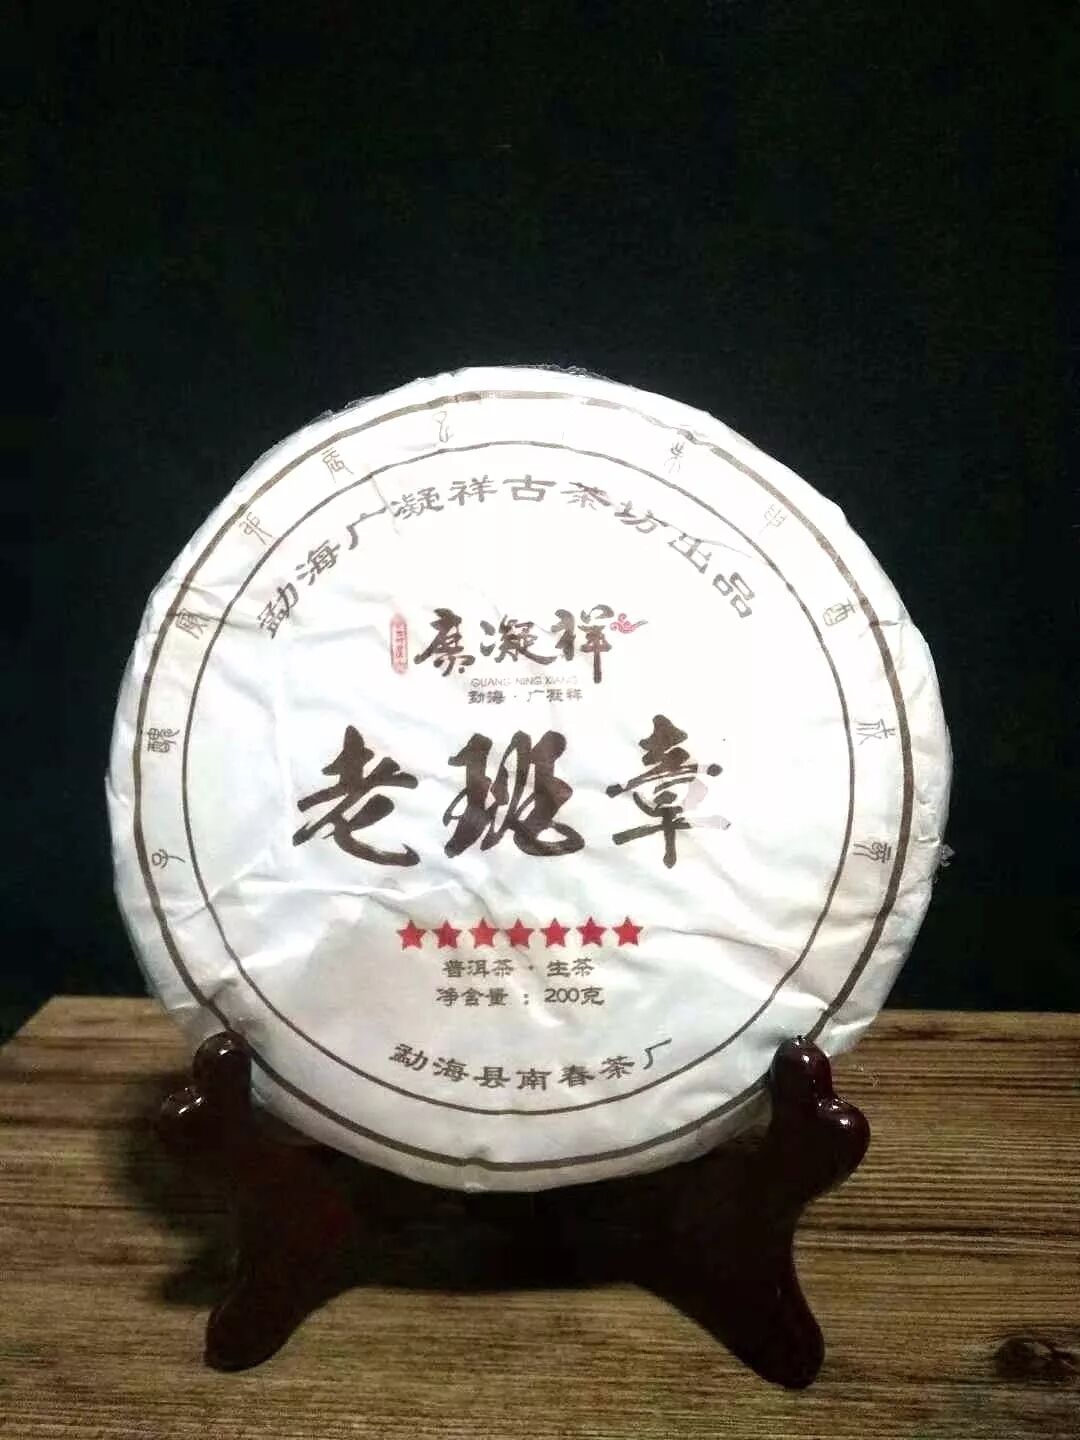 勐海广凝祥古茶坊出品
廣凝祥
GUANG NING XIANG
勐海·广凝祥
老班章
普洱茶·生茶
净含量：200克
勐海县南春茶厂